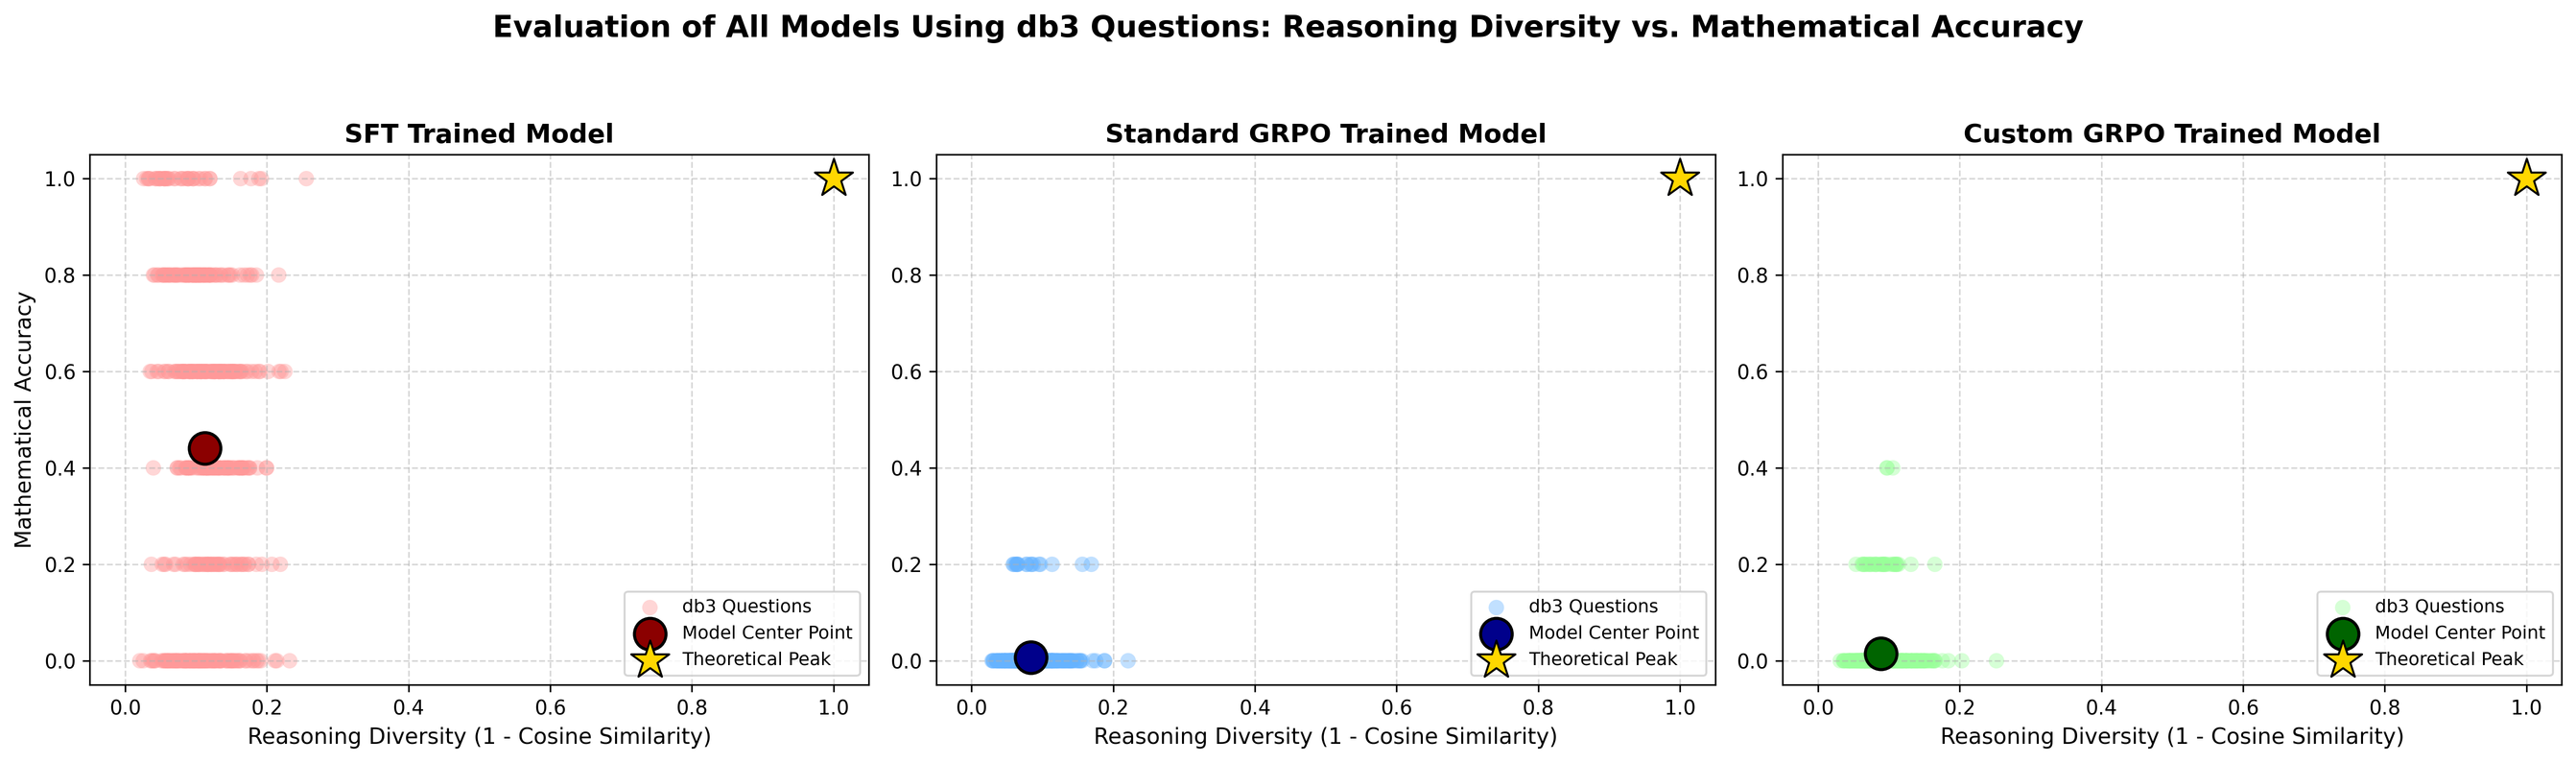 Evaluation of All Models Using db3 Questions: Reasoning Diversity vs. Mathematical Accuracy
SFT Trained Model
Mathematical Accuracy
1.0
0.8
0.6
0.4
0.2
0.0
db3 Questions
Model Center Point
Theoretical Peak
0.0 0.2 0.4 0.6 0.8 1.0
Reasoning Diversity (1 - Cosine Similarity)
Standard GRPO Trained Model
1.0
0.8
0.6
0.4
0.2
0.0
db3 Questions
Model Center Point
Theoretical Peak
0.0 0.2 0.4 0.6 0.8 1.0
Reasoning Diversity (1 - Cosine Similarity)
Custom GRPO Trained Model
1.0
0.8
0.6
0.4
0.2
0.0
db3 Questions
Model Center Point
Theoretical Peak
0.0 0.2 0.4 0.6 0.8 1.0
Reasoning Diversity (1 - Cosine Similarity)